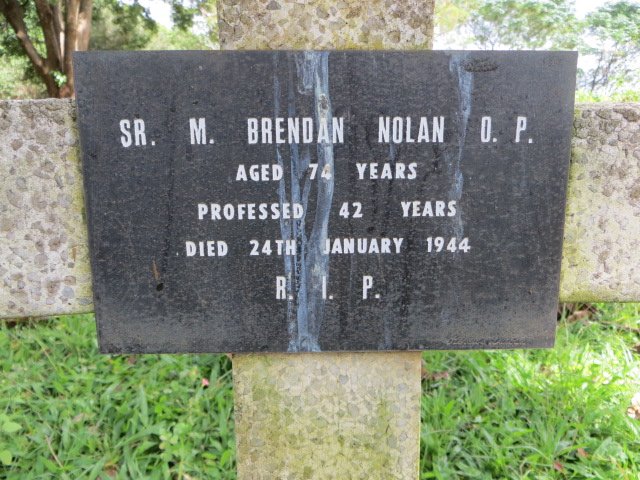 SR. M. BRENDAN NOLAN O. P.
AGED 74 YEARS
PROFESSED 42 YEARS
DIED 24TH JANUARY 1944
R. I. P.